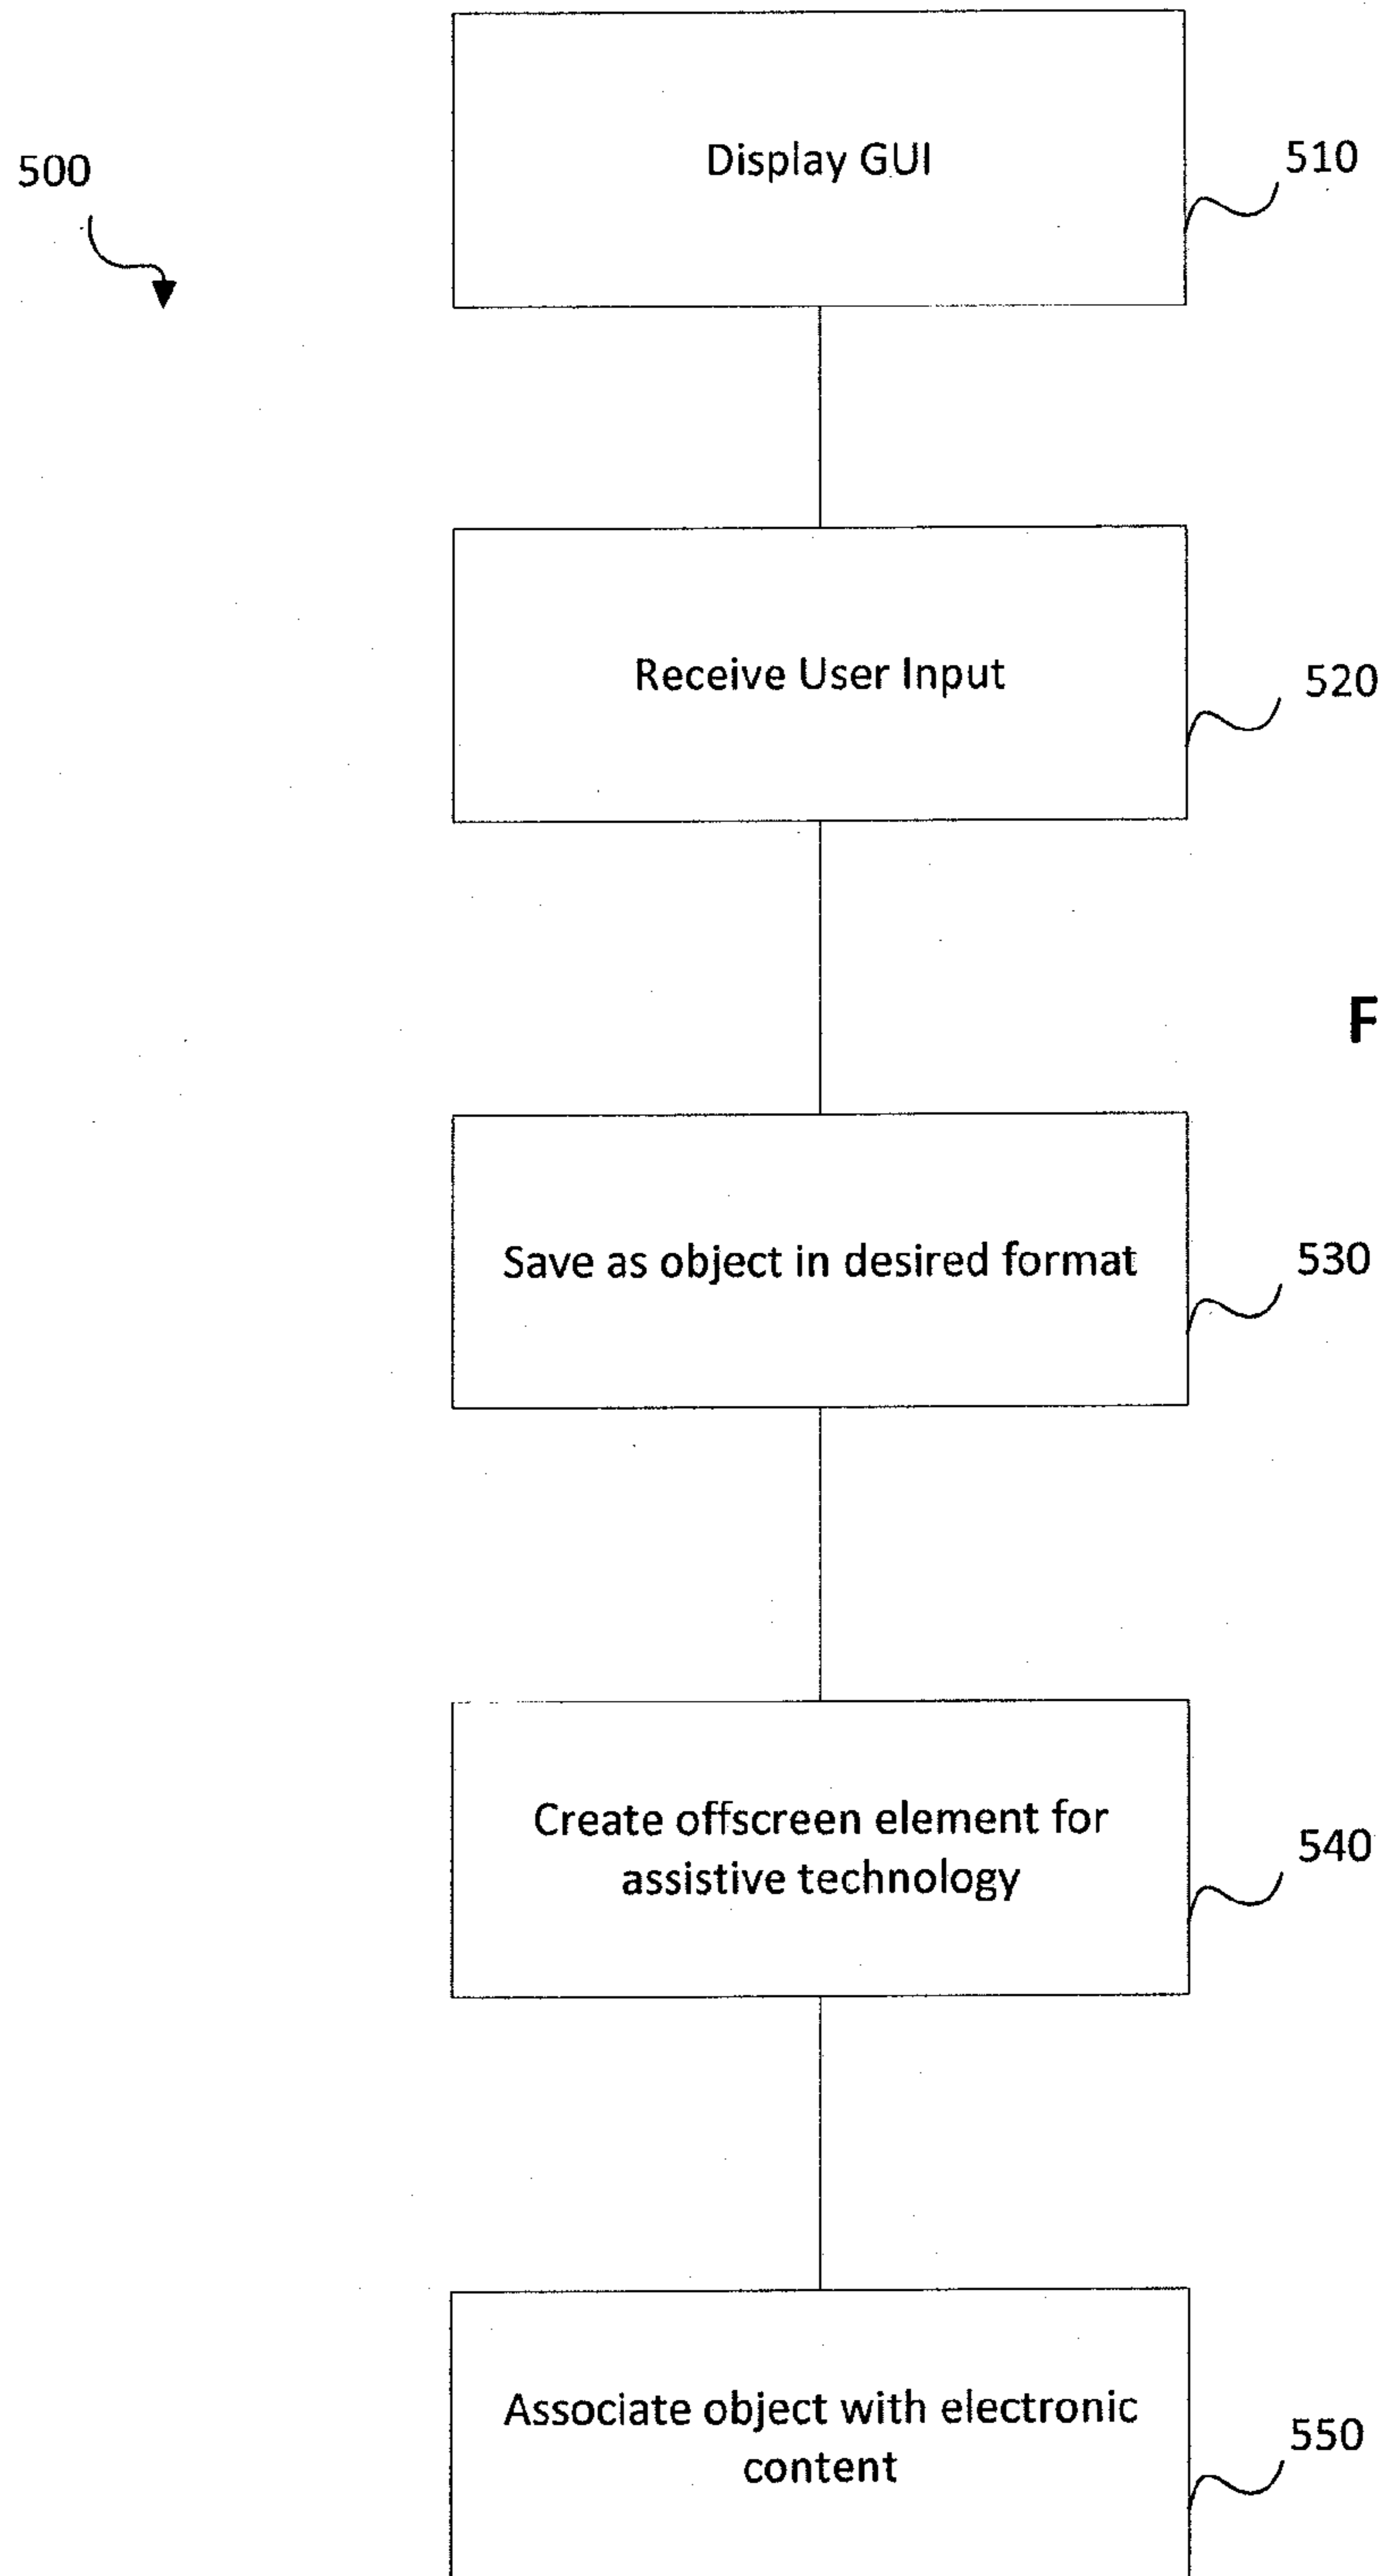 500
Display GUI
510
Receive User Input
520
F
Save as object in desired format
530
Create offscreen element for
assistive technology
540
Associate object with electronic
content
550